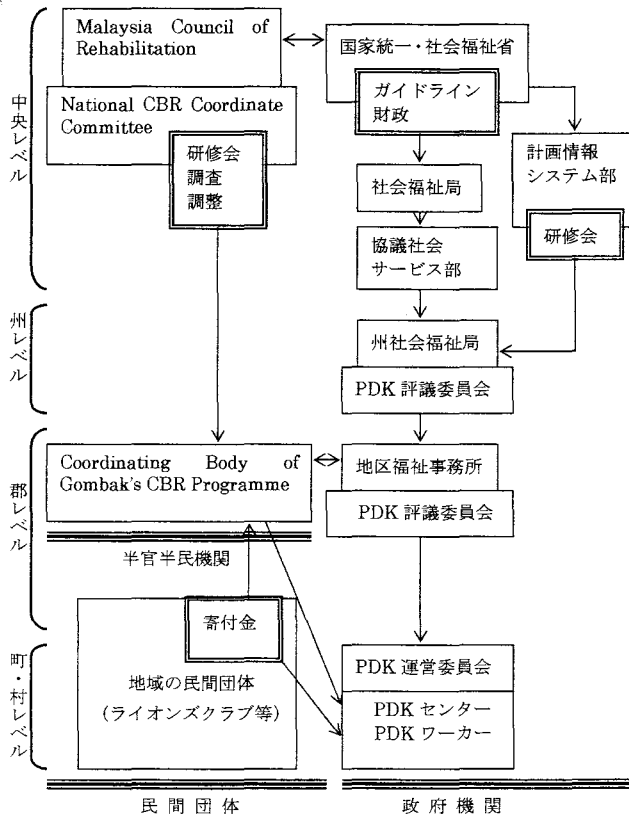 中央レベル
Malaysia Council of
Rehabilitation
国家統一・社会福祉省
ガイドライン
財政
National CBR Coordinate
Committee
研修会
調査
調整
社会福祉局
計画情報
システム部
研修会
協議社会
サービス部
州レベル
州社会福祉局
PDK 評議委員会
郡レベル
Coordinating Body of
Gombak's CBR Programme
地区福祉事務所
PDK 評議委員会
半官半民機関
寄付金
町・村レベル
地域の民間団体
(ライオンズクラブ等)
PDK 運営委員会
PDK センター
PDK ワーカー
民間団体
政府機関